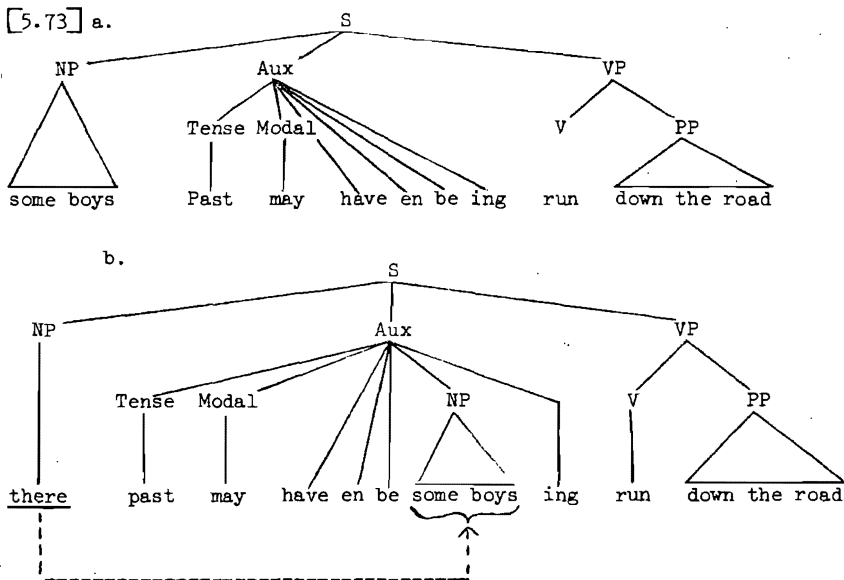 [5.73] a.
S
NP Aux VP
Tense Modal V PP
some boys Past may have en be ing run down the road
b.
S
NP Aux VP
Tense Modal NP V PP
there past may have en be some boys ing run down the road